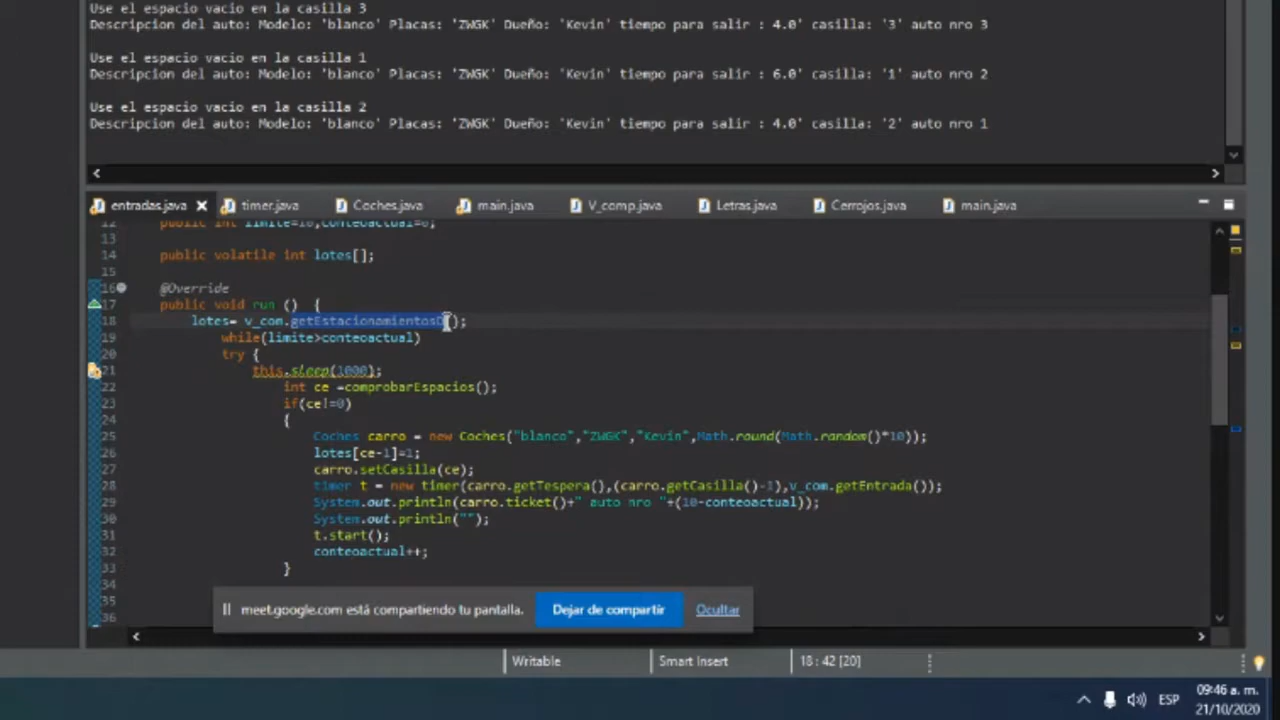 Use el espacio vacio en la casilla 3
Descripcion del auto: Modelo: 'blanco' Placas: 'ZWGK' Dueño: 'Kevin' tiempo para salir : 4.0' casilla: '3' auto nro 3
Use el espacio vacio en la casilla 1
Descripcion del auto: Modelo: 'blanco' Placas: 'ZWGK' Dueño: 'Kevin' tiempo para salir : 6.0' casilla: '1' auto nro 2
Use el espacio vacio en la casilla 2
Descripcion del auto: Modelo: 'blanco' Placas: 'ZWGK' Dueño: 'Kevin' tiempo para salir : 4.0' casilla: '2' auto nro 1
entradas.java timer.java Coches.java main.java V_comp.java Letras.java Cerrojos.java main.java
12 public int limite=10,conteoactual=0;
13
14 public volatile int lotes[];
15
16 @Override
17 public void run () {
18 lotes= v_com.getEstacionamientosD();
19 while(limite>conteoactual)
20 try {
21 this.sleep(1000);
22 int ce =comprobarEspacios();
23 if(ce!=0)
24 {
25 Coches carro = new Coches("blanco","ZWGK","Kevin",Math.round(Math.random()*10));
26 lotes[ce-1]=1;
27 carro.setCasilla(ce);
28 timer t = new timer(carro.getTespera(),(carro.getCasilla()-1),v_com.getEntrada());
29 System.out.println(carro.ticket()+" auto nro "+(10-conteoactual));
30 System.out.println("");
31 t.start();
32 conteoactual++;
33 }
34
35
36
meet.google.com está compartiendo tu pantalla. Dejar de compartir Ocultar
Writable Smart Insert 18 : 42 [20]
ESP 09:46 a. m.
21/10/2020